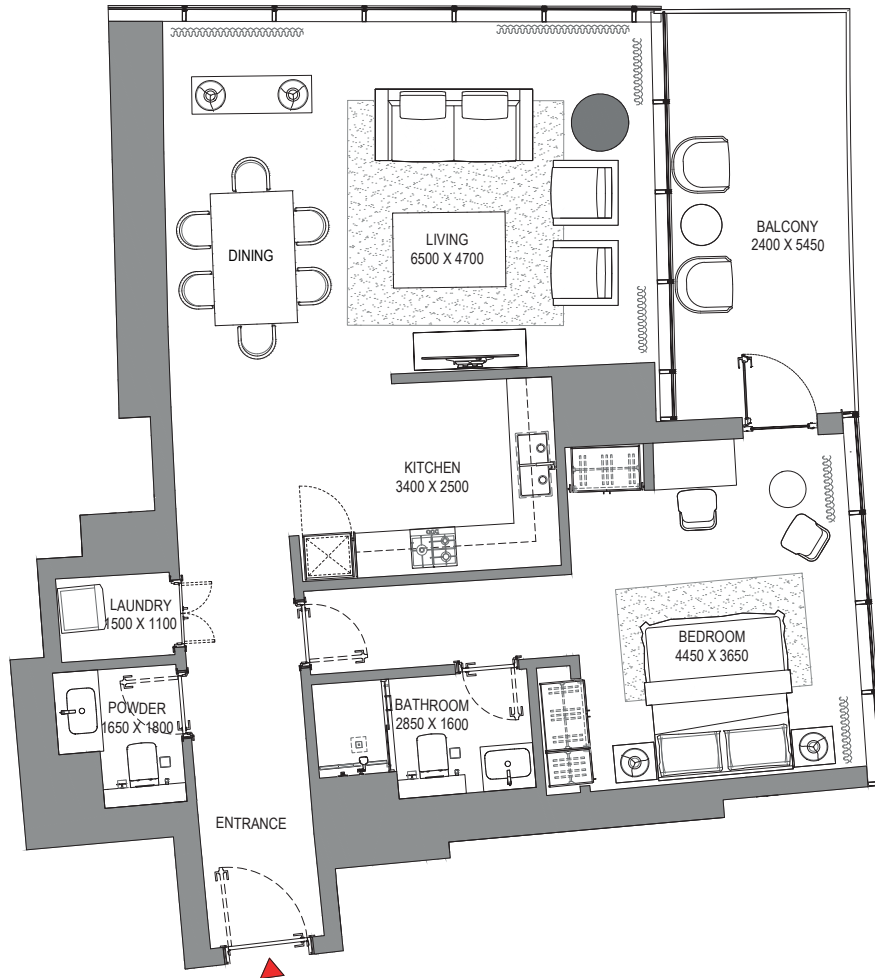 BALCONY
2400 X 5450
LIVING
6500 X 4700
DINING
KITCHEN
3400 X 2500
LAUNDRY
1500 X 1100
BEDROOM
4450 X 3650
POWDER
1650 X 1800
BATHROOM
2850 X 1600
ENTRANCE